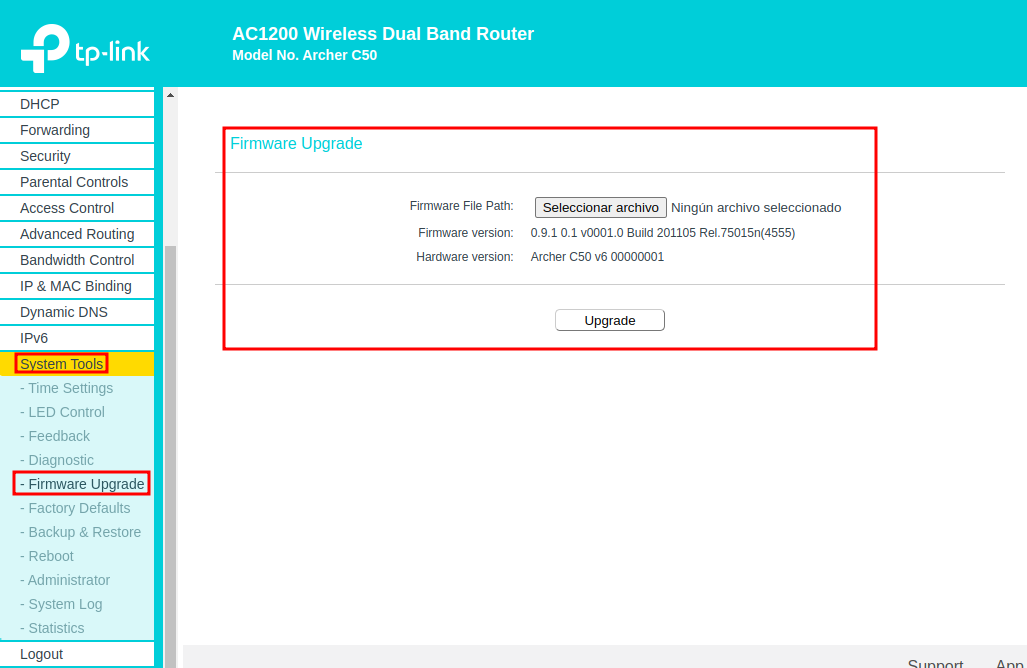 tp-link
AC1200 Wireless Dual Band Router
Model No. Archer C50
DHCP
Forwarding
Security
Parental Controls
Access Control
Advanced Routing
Bandwidth Control
IP & MAC Binding
Dynamic DNS
IPv6
System Tools
- Time Settings
- LED Control
- Feedback
- Diagnostic
- Firmware Upgrade
- Factory Defaults
- Backup & Restore
- Reboot
- Administrator
- System Log
- Statistics
Logout
Firmware Upgrade
Firmware File Path: Seleccionar archivo Ningún archivo seleccionado
Firmware version: 0.9.1 0.1 v0001.0 Build 201105 Rel.75015n(4555)
Hardware version: Archer C50 v6 00000001
Upgrade
Support App